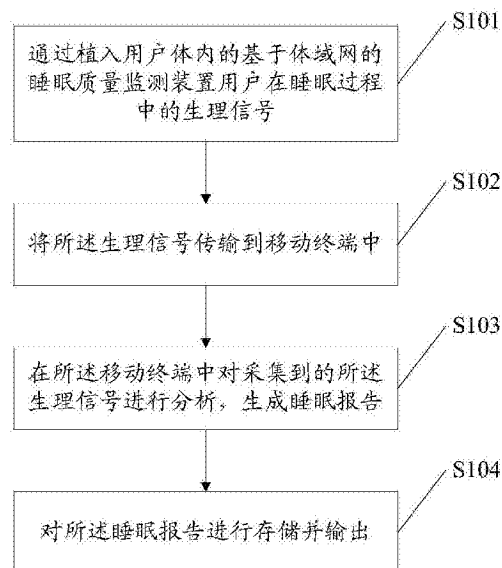 S101
通过植入用户体内的基于体域网的
睡眠质量监测装置用户在睡眠过程
中的生理信号
S102
将所述生理信号传输到移动终端中
S103
在所述移动终端中对采集到的所述
生理信号进行分析，生成睡眠报告
S104
对所述睡眠报告进行存储并输出